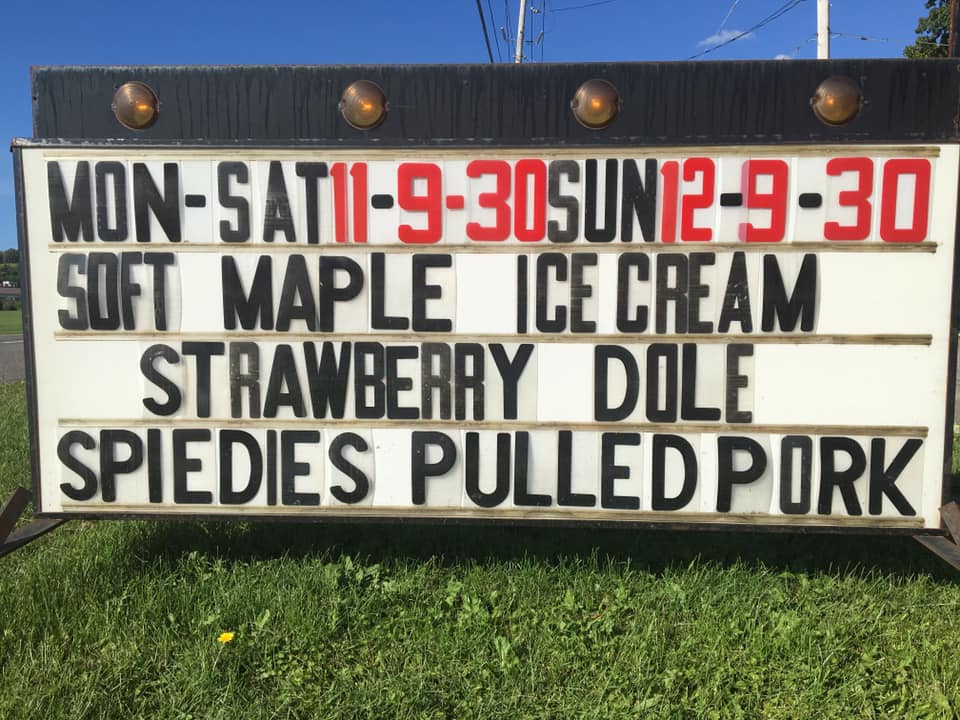 MON-SAT 11-9-30 SUN 12-9-30
SOFT MAPLE ICE CREAM
STRAWBERRY DOLE
SPIEDIES PULLED PORK